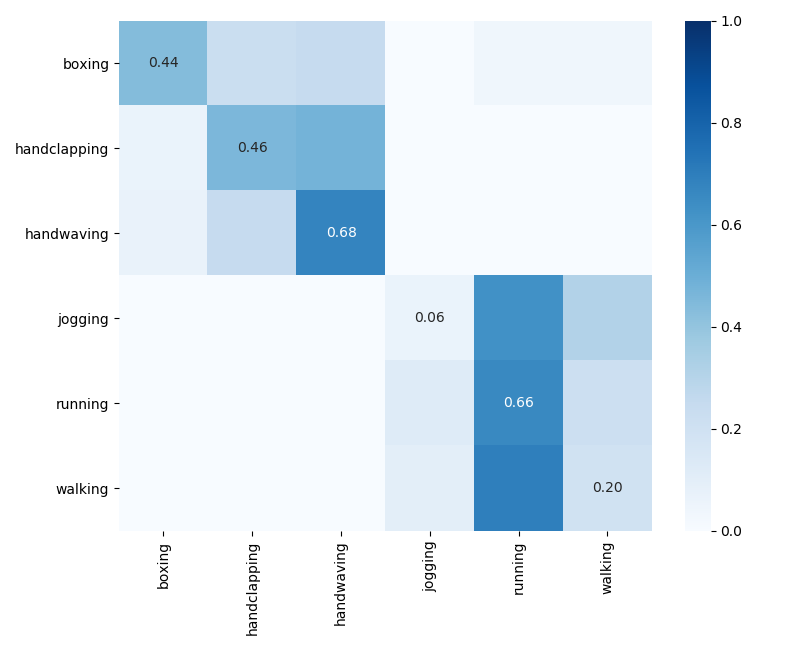 boxing
handclapping
handwaving
jogging
running
walking
0.44
0.46
0.68
0.06
0.66
0.20
boxing
handclapping
handwaving
jogging
running
walking
1.0
0.8
0.6
0.4
0.2
0.0